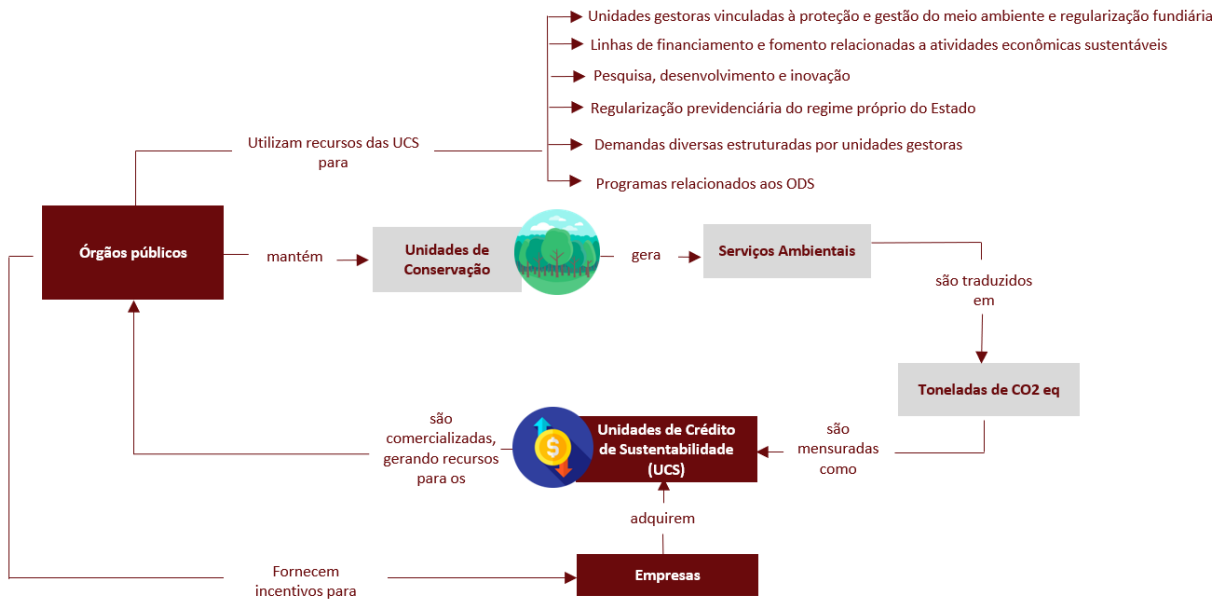 Unidades gestoras vinculadas à proteção e gestão do meio ambiente e regularização fundiária
Linhas de financiamento e fomento relacionadas a atividades econômicas sustentáveis
Pesquisa, desenvolvimento e inovação
Regularização previdenciária do regime próprio do Estado
Utilizam recursos das UCS
para
Demandas diversas estruturadas por unidades gestoras
Programas relacionados aos ODS
Órgãos públicos
mantém
Unidades de
Conservação
gera
Serviços Ambientais
são traduzidos
em
Toneladas de CO2 eq
são
mensuradas
como
Unidades de Crédito
de Sustentabilidade
(UCS)
$
são
comercializadas,
gerando recursos
para os
adquirem
Empresas
Fornecem
incentivos para